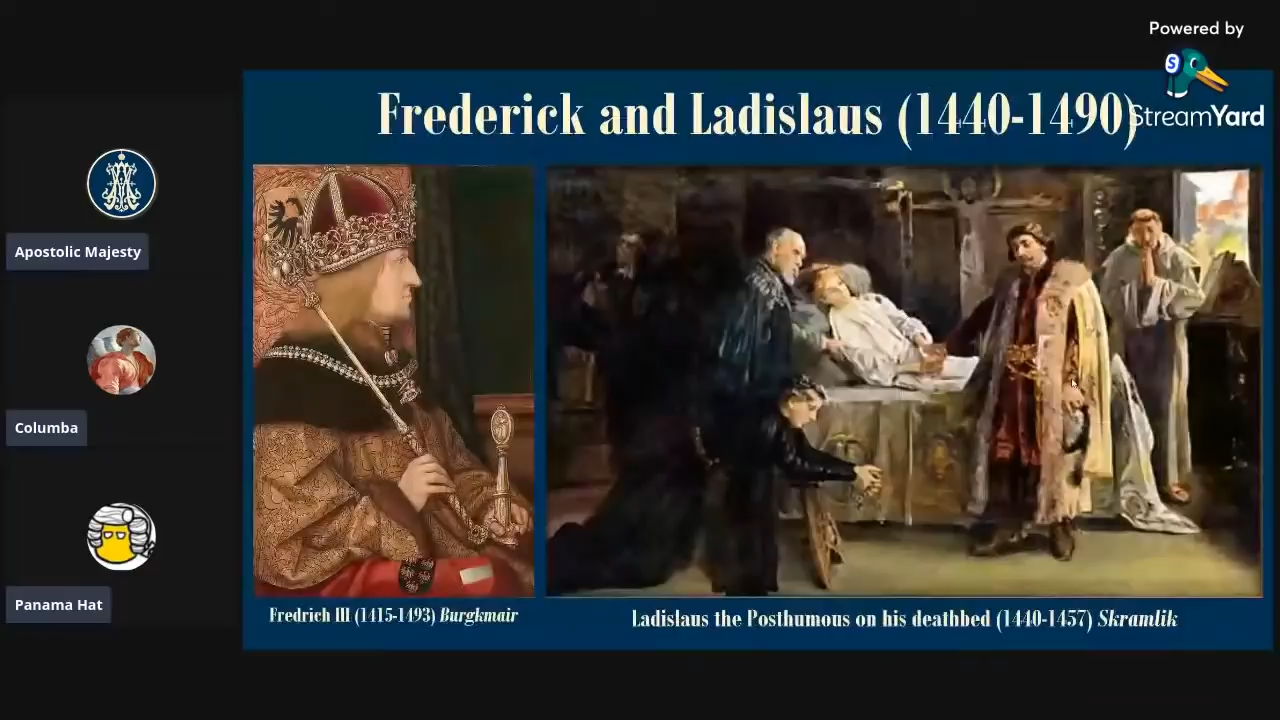 Powered by
S
StreamYard
Frederick and Ladislaus (1440-1490)
Apostolic Majesty
Columba
Panama Hat
Fredrich III (1415-1493) Burgkmair
Ladislaus the Posthumous on his deathbed (1440-1457) Skramlik